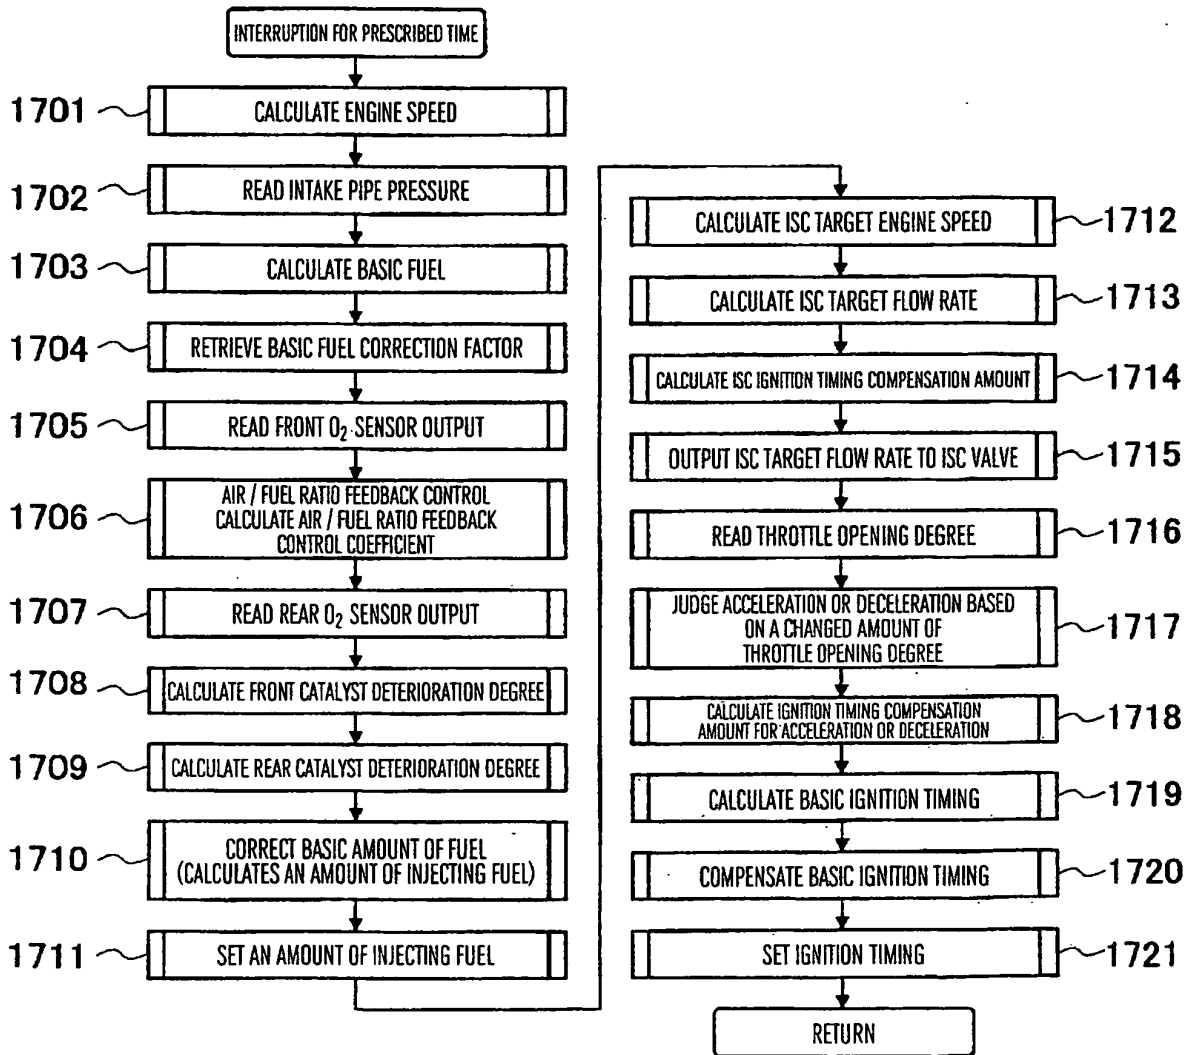 INTERRUPTION FOR PRESCRIBED TIME
1701
CALCULATE ENGINE SPEED
1702
READ INTAKE PIPE PRESSURE
1703
CALCULATE BASIC FUEL
1704
RETRIEVE BASIC FUEL CORRECTION FACTOR
1705
READ FRONT O2 SENSOR OUTPUT
1706
AIR / FUEL RATIO FEEDBACK CONTROL
CALCULATE AIR / FUEL RATIO FEEDBACK
CONTROL COEFFICIENT
1707
READ REAR O2 SENSOR OUTPUT
1708
CALCULATE FRONT CATALYST DETERIORATION DEGREE
1709
CALCULATE REAR CATALYST DETERIORATION DEGREE
1710
CORRECT BASIC AMOUNT OF FUEL
(CALCULATES AN AMOUNT OF INJECTING FUEL)
1711
SET AN AMOUNT OF INJECTING FUEL
CALCULATE ISC TARGET ENGINE SPEED
1712
CALCULATE ISC TARGET FLOW RATE
1713
CALCULATE ISC IGNITION TIMING COMPENSATION AMOUNT
1714
OUTPUT ISC TARGET FLOW RATE TO ISC VALVE
1715
READ THROTTLE OPENING DEGREE
1716
JUDGE ACCELERATION OR DECELERATION BASED
ON A CHANGED AMOUNT OF
THROTTLE OPENING DEGREE
1717
CALCULATE IGNITION TIMING COMPENSATION
AMOUNT FOR ACCELERATION OR DECELERATION
1718
CALCULATE BASIC IGNITION TIMING
1719
COMPENSATE BASIC IGNITION TIMING
1720
SET IGNITION TIMING
1721
RETURN